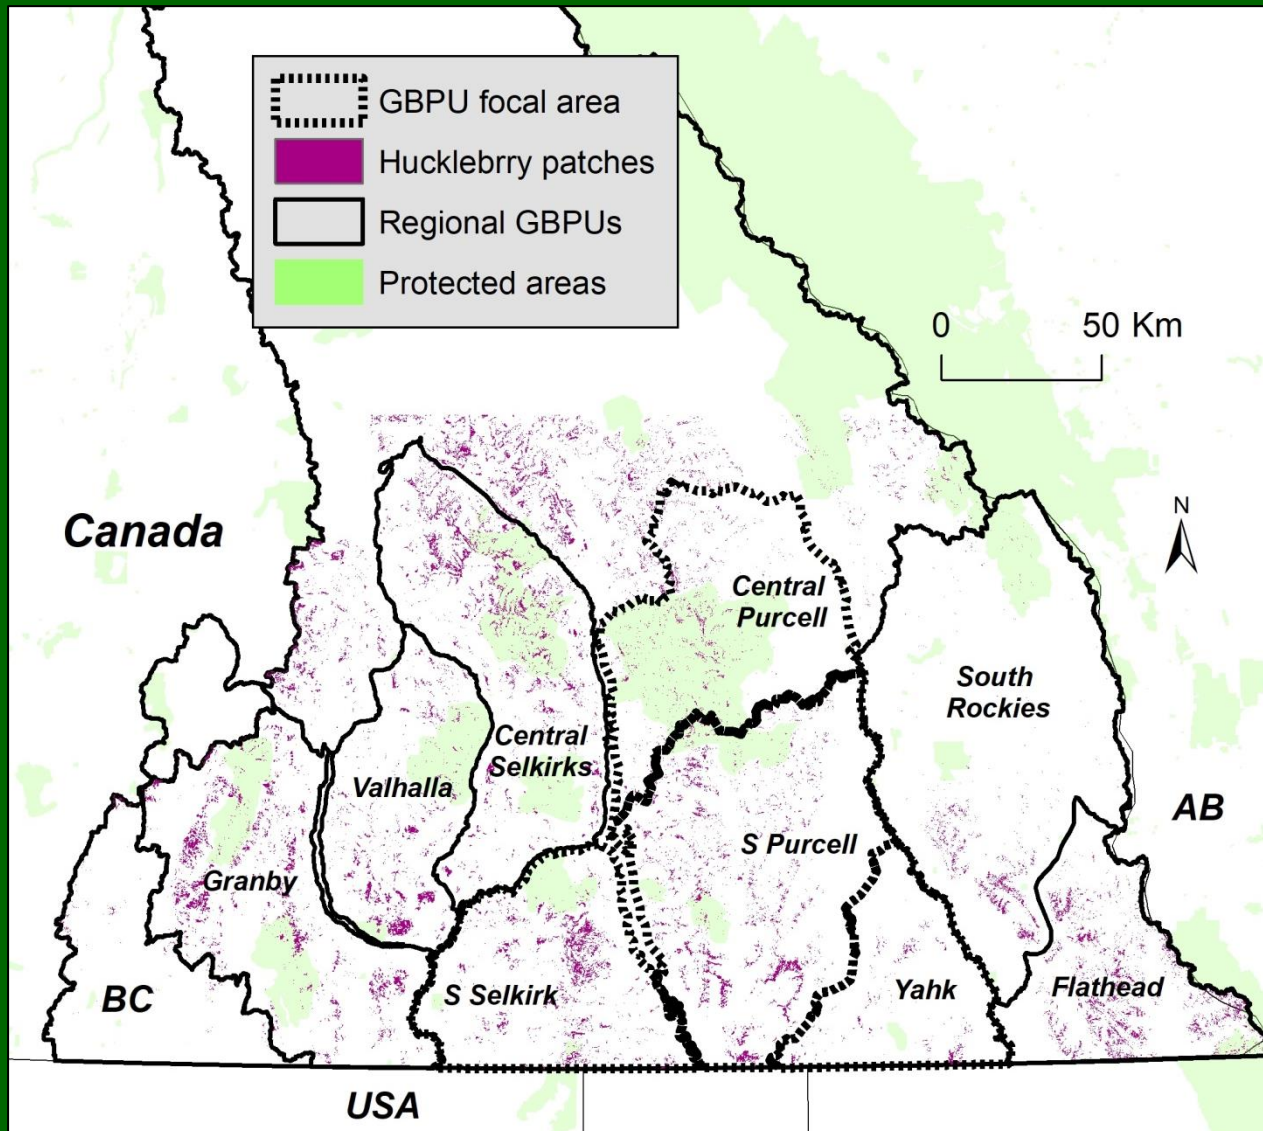 GBPU focal area
Hucklebrry patches
Regional GBPUs
Protected areas
0 50 Km
N
Canada
Central
Purcell
South
Rockies
Central
Selkirks
Valhalla
AB
S Purcell
Granby
BC
S Selkirk
Yahk
Flathead
USA